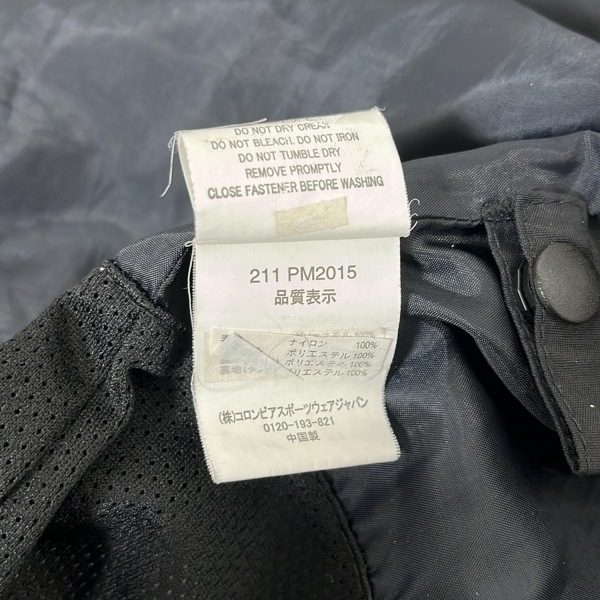 DO NOT DRY CREAN
DO NOT BLEACH. DO NOT IRON
DO NOT TUMBLE DRY
REMOVE PROMPTLY
CLOSE FASTENER BEFORE WASHING
211 PM2015
品質表示
ポリエステル 100%
ナイロン 100%
ポリエステル 100%
ポリエステル 100%
(株)コロンビアスポーツウェアジャパン
0120-193-821
中国製